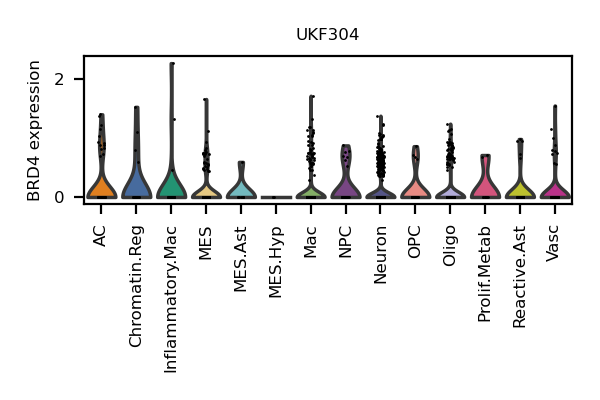 UKF304
BRD4 expression
2
0
AC
Chromatin.Reg
Inflammatory.Mac
MES
MES.Ast
MES.Hyp
Mac
NPC
Neuron
OPC
Oligo
Prolif.Metab
Reactive.Ast
Vasc